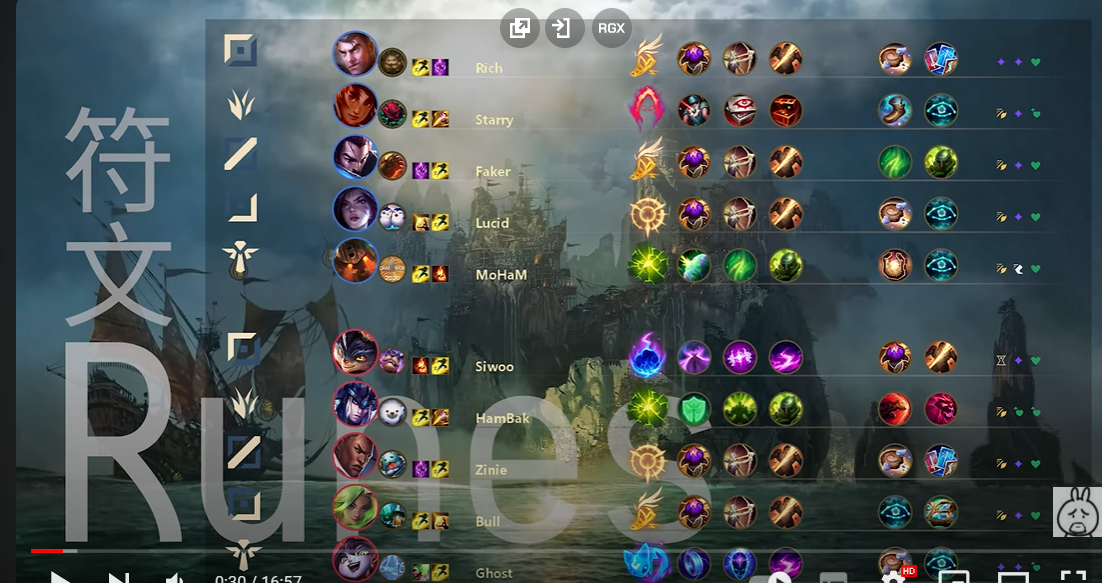 RGX
Rich
Starry
Faker
Lucid
MoHaM
符
文
Runes
Siwoo
HamBak
Zinie
Bull
Ghost
HD
0:30 / 16:57